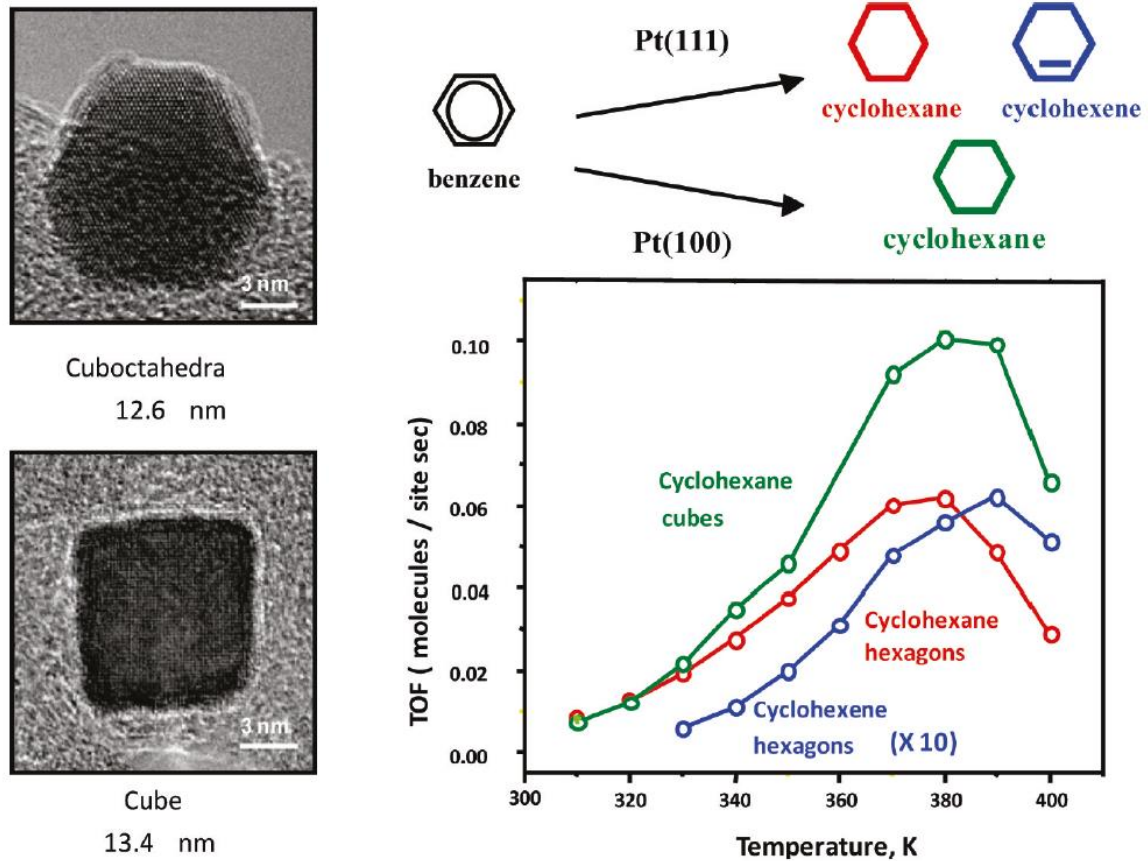 3 nm
Cuboctahedra
12.6 nm
3 nm
Cube
13.4 nm
Pt(111)
benzene
cyclohexane
cyclohexene
Pt(100)
cyclohexane
TOF ( molecules / site sec)
0.10
0.08
0.06
0.04
0.02
0.00
Cyclohexane
cubes
Cyclohexane
hexagons
Cyclohexene
hexagons (X 10)
300 320 340 360 380 400
Temperature, K